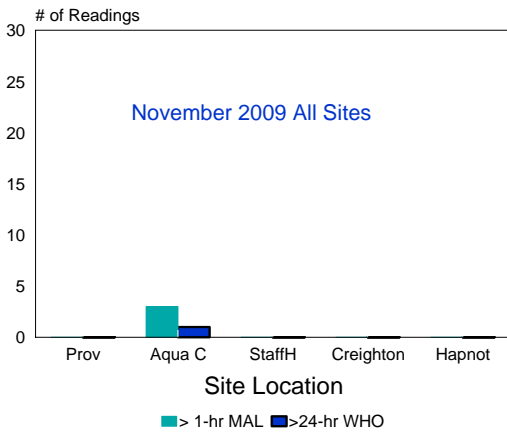 # of Readings
30
25
20
15
10
5
0
November 2009 All Sites
Prov Aqua C StaffH Creighton Hapnot
Site Location
> 1-hr MAL >24-hr WHO